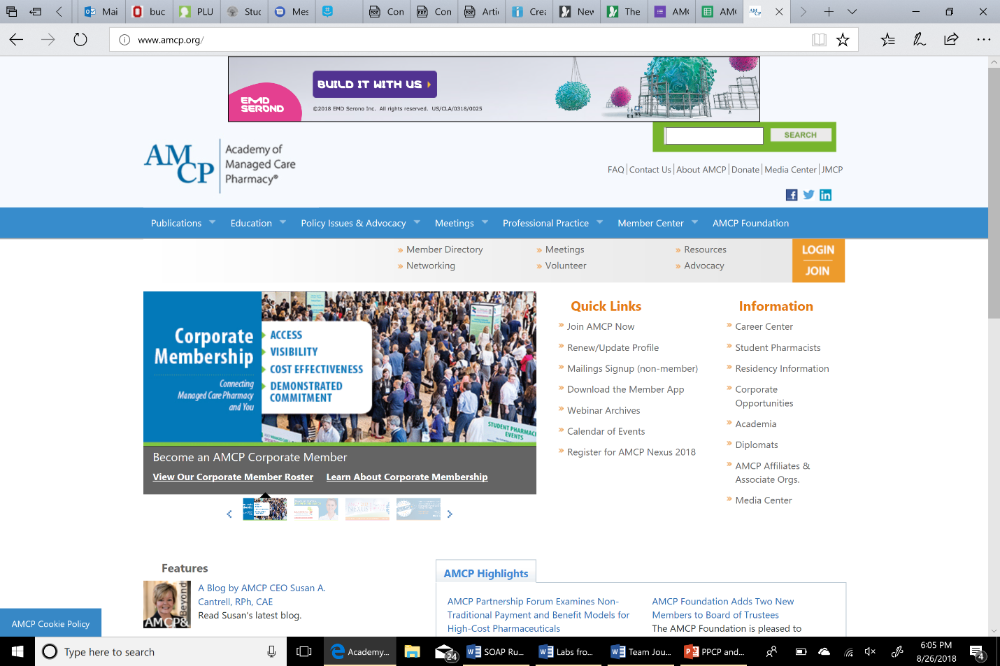 Mai
buc
PLU
Stuc
Mes
Con
Con
Arti
Crea
New
The
AMC
AMC
www.amcp.org/
BUILD IT WITH US
EMD
SERONO
©2018 EMD Serono Inc. All rights reserved. US/CLA/0318/0025
SEARCH
AMCP
Academy of
Managed Care
Pharmacy®
FAQ | Contact Us | About AMCP | Donate | Media Center | JMCP
Publications Education Policy Issues & Advocacy Meetings Professional Practice Member Center AMCP Foundation
» Member Directory » Meetings » Resources
» Networking » Volunteer » Advocacy
LOGIN
JOIN
Corporate
Membership
Connecting
Managed Care Pharmacy
and You
ACCESS
VISIBILITY
COST EFFECTIVENESS
DEMONSTRATED
COMMITMENT
STUDENT PHARMAC
EVENTS
Become an AMCP Corporate Member
View Our Corporate Member Roster Learn About Corporate Membership
Quick Links
» Join AMCP Now
» Renew/Update Profile
» Mailings Signup (non-member)
» Download the Member App
» Webinar Archives
» Calendar of Events
» Register for AMCP Nexus 2018
Information
» Career Center
» Student Pharmacists
» Residency Information
» Corporate
Opportunities
» Academia
» Diplomats
» AMCP Affiliates &
Associate Orgs.
» Media Center
Features
AMCP&
Beyond
A Blog by AMCP CEO Susan A.
Cantrell, RPh, CAE
Read Susan's latest blog.
AMCP Highlights
AMCP Partnership Forum Examines Non-
Traditional Payment and Benefit Models for
High-Cost Pharmaceuticals
AMCP Foundation Adds Two New
Members to Board of Trustees
The AMCP Foundation is pleased to
AMCP Cookie Policy
Type here to search
Academy...
24
SOAP Ru...
Labs fro...
Team Jou...
PPCP and...
6:05 PM
8/26/2018
4